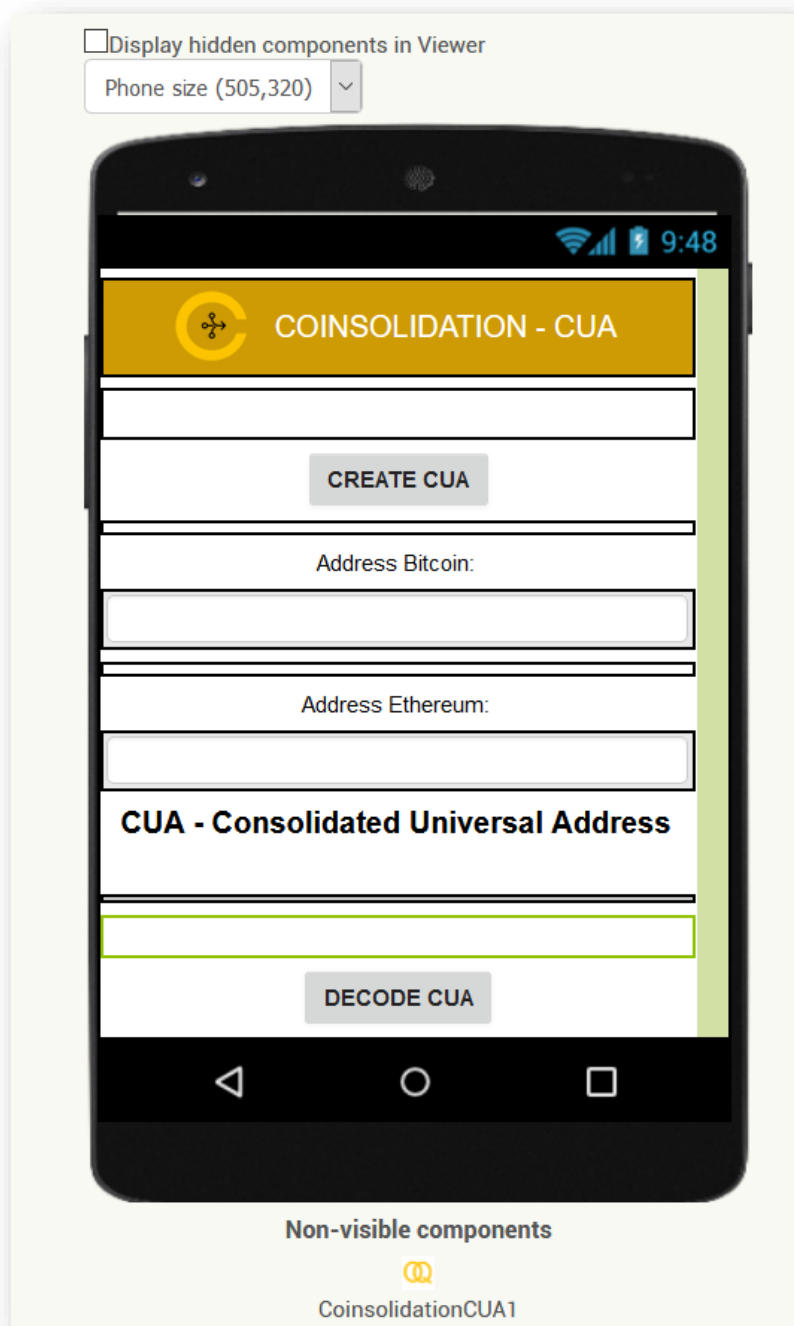 Display hidden components in Viewer
Phone size (505,320)
9:48
COINSOLIDATION - CUA
CREATE CUA
Address Bitcoin:
Address Ethereum:
CUA - Consolidated Universal Address
DECODE CUA
Non-visible components
CoinsolidationCUA1